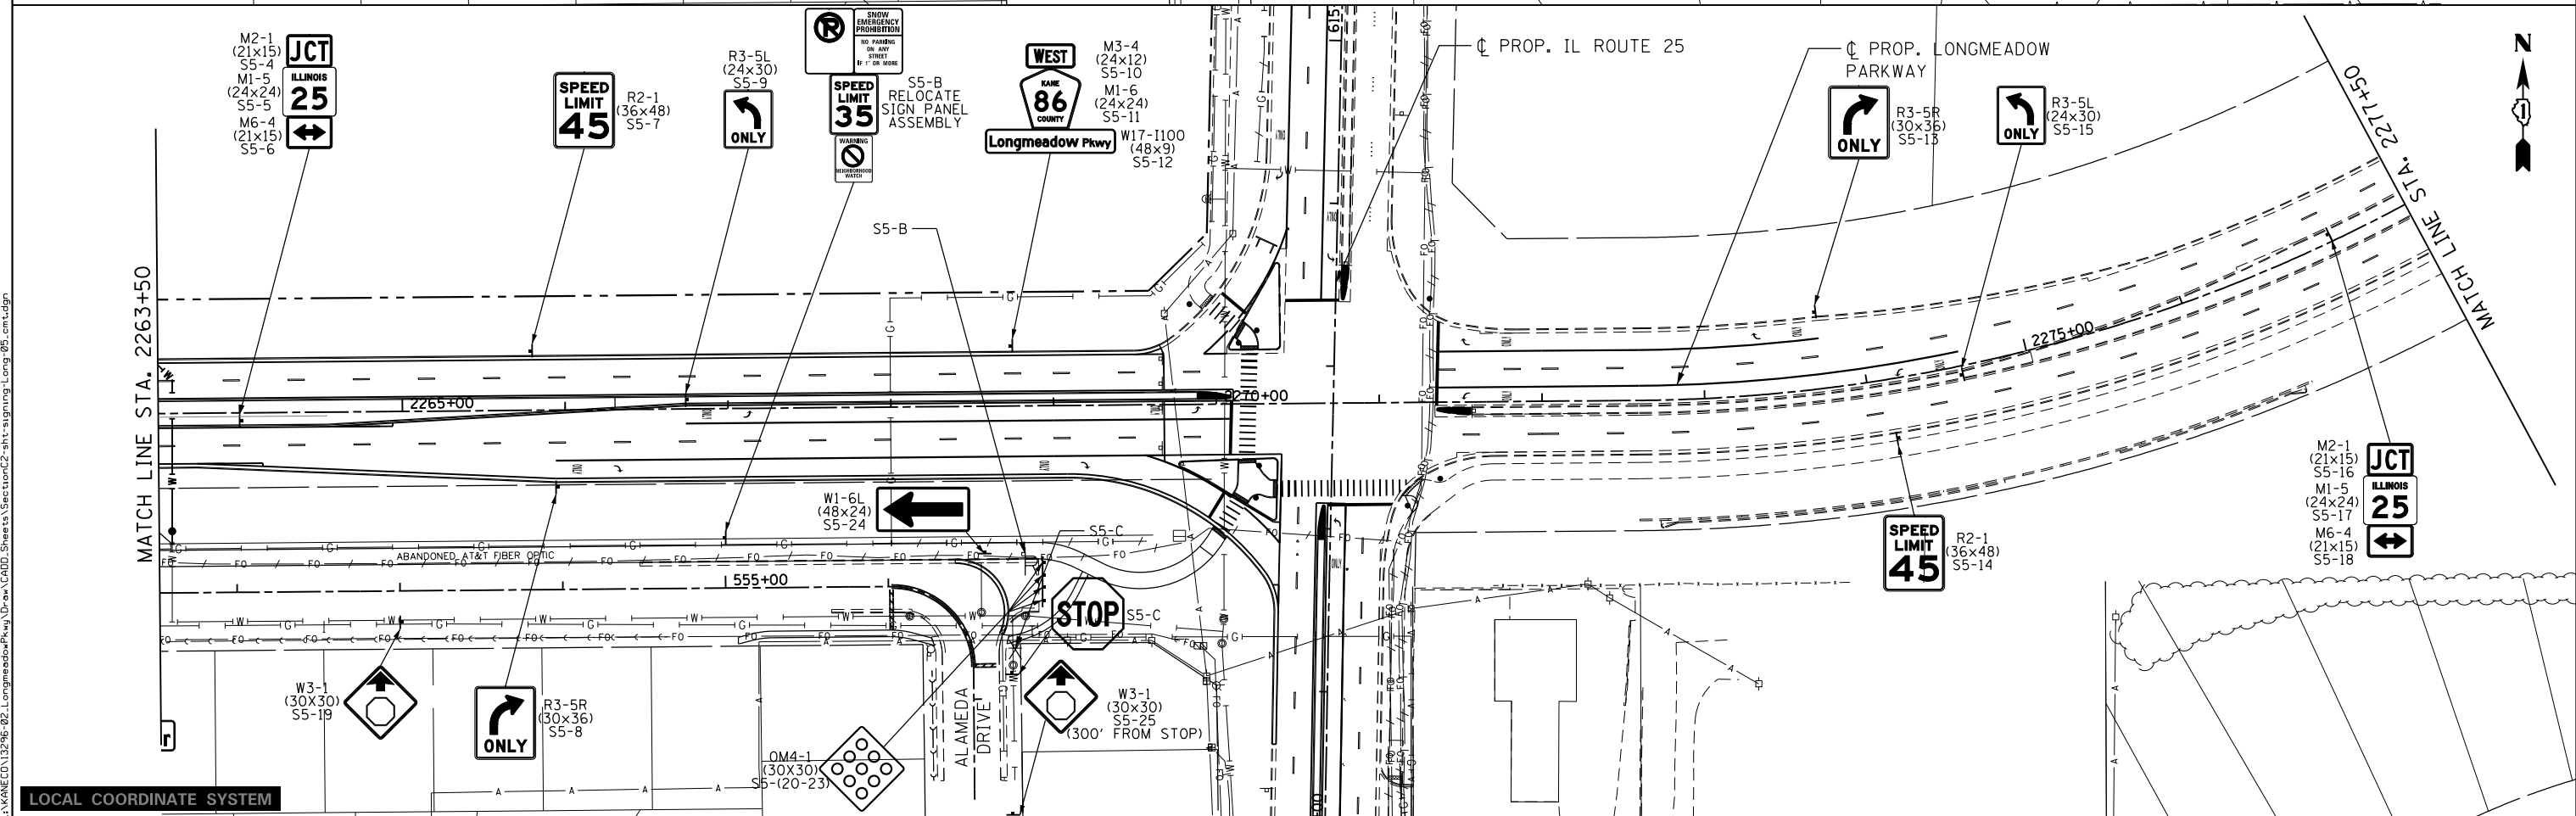 M2-1
(21x15)
S5-4
M1-5
(24x24)
S5-5
M6-4
(21x15)
S5-6
JCT
ILLINOIS
25
SPEED
LIMIT
45
R2-1
(36x48)
S5-7
R3-5L
(24x30)
S5-9
ONLY
SNOW
EMERGENCY
PROHIBITION
NO PARKING
ON ANY
STREET
IF 1" OR MORE
SPEED
LIMIT
35
WARNING
NEIGHBORHOOD
WATCH
S5-B
RELOCATE
SIGN PANEL
ASSEMBLY
WEST
KANE
86
COUNTY
Longmeadow Pkwy
M3-4
(24x12)
S5-10
M1-6
(24x24)
S5-11
W17-I100
(48x9)
S5-12
℄ PROP. IL ROUTE 25
℄ PROP. LONGMEADOW
PARKWAY
ONLY
R3-5R
(30x36)
S5-13
ONLY
R3-5L
(24x30)
S5-15
N
1
MATCH LINE STA. 2277+50
MATCH LINE STA. 2263+50
615
S5-B
2265+00
2270+00
2275+00
W1-6L
(48x24)
S5-24
S5-C
ABANDONED AT&T FIBER OPTIC
555+00
STOP
S5-C
W3-1
(30X30)
S5-19
ONLY
R3-5R
(30x36)
S5-8
OM4-1
(30X30)
S5-(20-23)
ALAMEDA
DRIVE
W3-1
(30x30)
S5-25
(300' FROM STOP)
SPEED
LIMIT
45
R2-1
(36x48)
S5-14
M2-1
(21x15)
S5-16
M1-5
(24x24)
S5-17
M6-4
(21x15)
S5-18
JCT
ILLINOIS
25
LOCAL COORDINATE SYSTEM